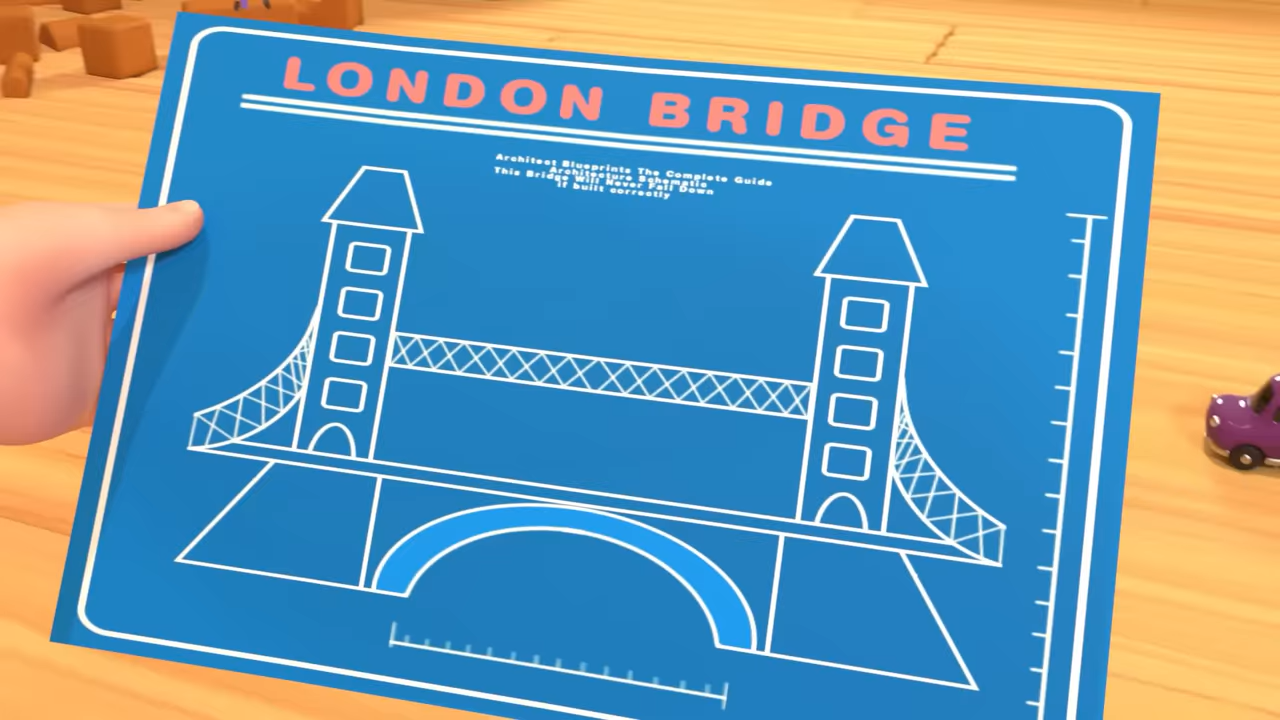 LONDON BRIDGE
Architect Blueprints The Complete Guide
Architecture Schematic
This Bridge Will Never Fall Down
If built correctly